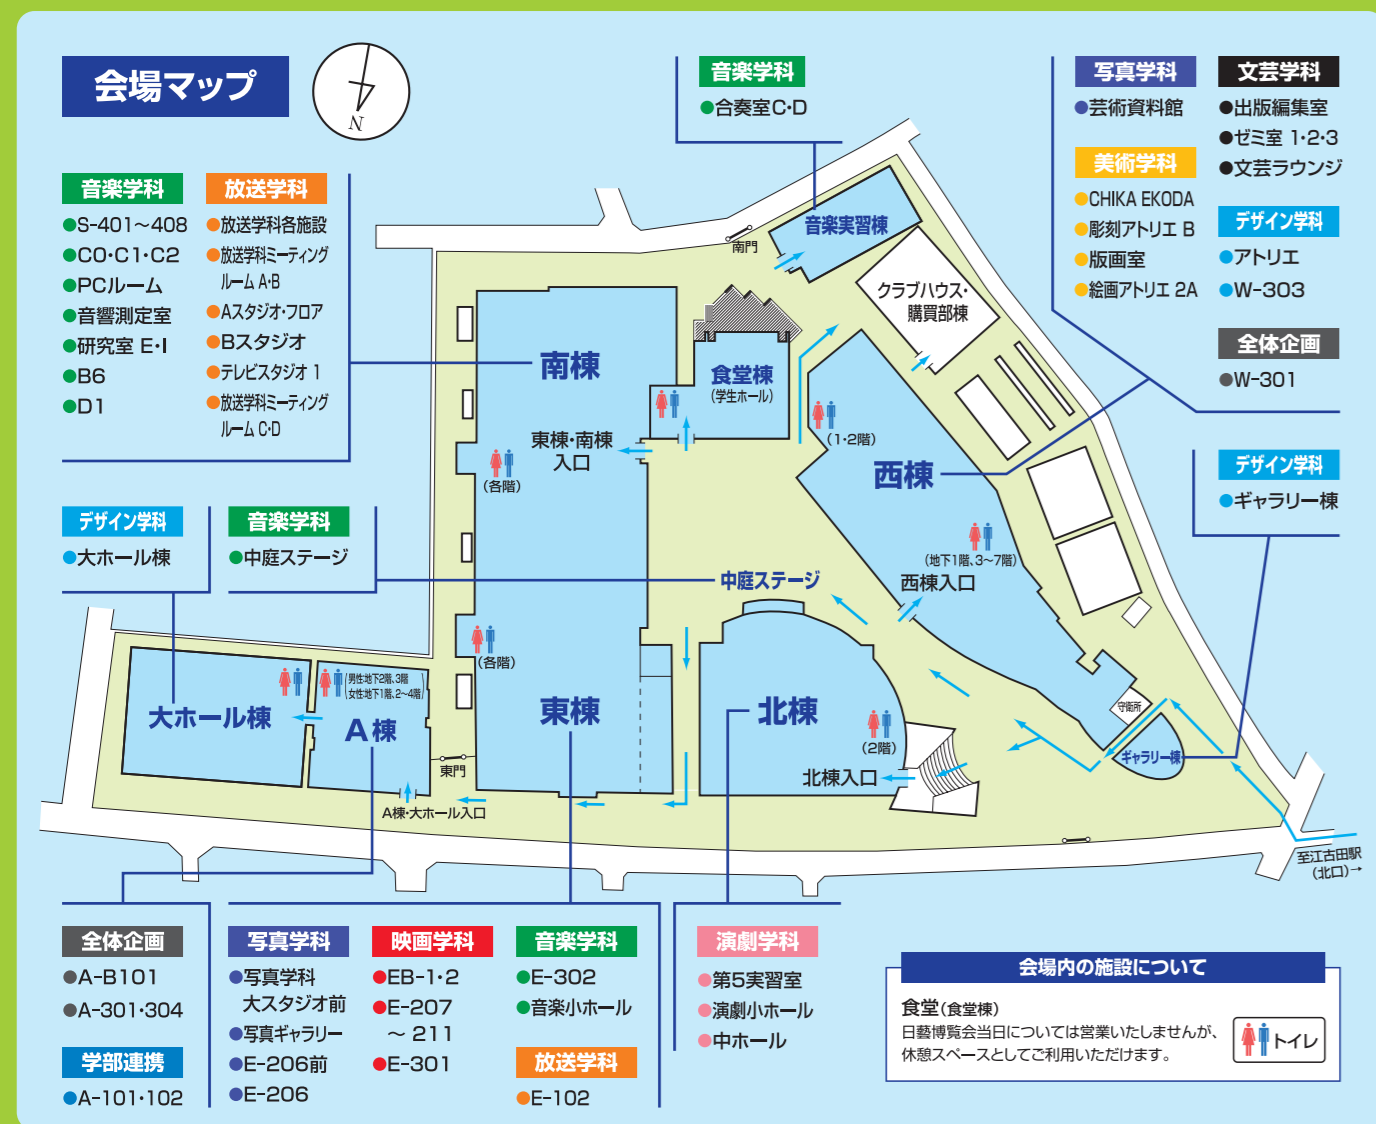 会場マップ
N
音楽学科
●S-401～408
●C0・C1・C2
●PCルーム
●音響測定室
●研究室 E・I
●B6
●D1
放送学科
●放送学科各施設
●放送学科ミーティング
ルーム A・B
●Aスタジオ・フロア
●Bスタジオ
●テレビスタジオ 1
●放送学科ミーティング
ルーム C・D
音楽学科
●合奏室C・D
写真学科
●芸術資料館
美術学科
●CHIKA EKODA
●彫刻アトリエ B
●版画室
●絵画アトリエ 2A
文芸学科
●出版編集室
●ゼミ室 1・2・3
●文芸ラウンジ
デザイン学科
●アトリエ
●W-303
全体企画
●W-301
デザイン学科
●ギャラリー棟
デザイン学科
●大ホール棟
音楽学科
●中庭ステージ
南門
音楽実習棟
クラブハウス・
購買部棟
南棟
食堂棟
(学生ホール)
東棟・南棟
入口
(各階)
(1・2階)
西棟
(地下1階、3～7階)
西棟入口
中庭ステージ
(各階)
東棟
北棟
(2階)
北棟入口
守衛所
ギャラリー棟
大ホール棟
(男性:地下2階、3階
女性:地下1階、2～4階)
A棟
東門
A棟・大ホール入口
至江古田駅
(北口)→
全体企画
●A-B101
●A-301・304
学部連携
●A-101・102
写真学科
●写真学科
大スタジオ前
●写真ギャラリー
●E-206前
●E-206
映画学科
●EB-1・2
●E-207
～ 211
●E-301
音楽学科
●E-302
●音楽小ホール
放送学科
●E-102
演劇学科
●第5実習室
●演劇小ホール
●中ホール
会場内の施設について
食堂(食堂棟)
日藝博覧会当日については営業いたしませんが、
休憩スペースとしてご利用いただけます。
トイレ